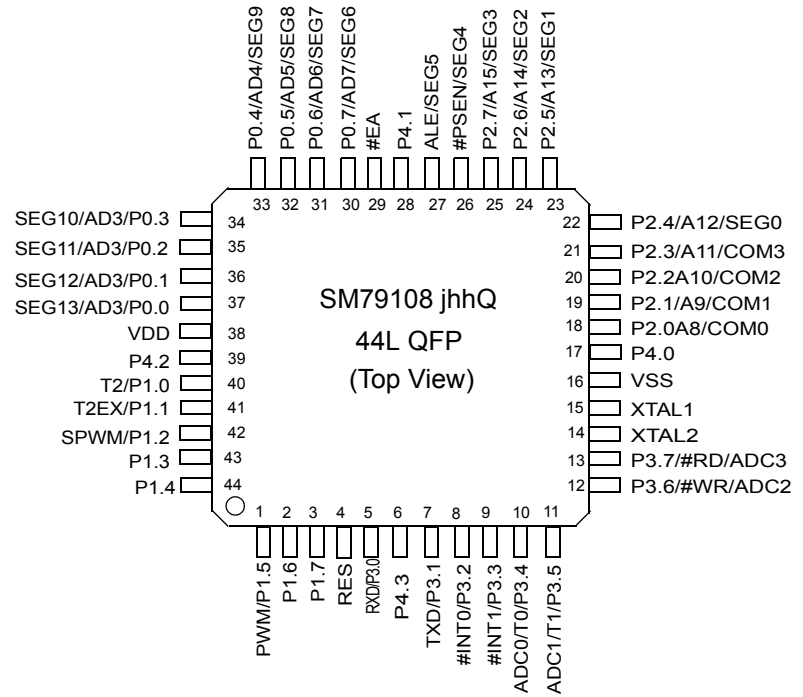 P0.4/AD4/SEG9
P0.5/AD5/SEG8
P0.6/AD6/SEG7
P0.7/AD7/SEG6
#EA
P4.1
ALE/SEG5
#PSEN/SEG4
P2.7/A15/SEG3
P2.6/A14/SEG2
P2.5/A13/SEG1
33 32 31 30 29 28 27 26 25 24 23
SEG10/AD3/P0.3 34
SEG11/AD3/P0.2 35
SEG12/AD3/P0.1 36
SEG13/AD3/P0.0 37
VDD 38
P4.2 39
T2/P1.0 40
T2EX/P1.1 41
SPWM/P1.2 42
P1.3 43
P1.4 44
SM79108 jhhQ
44L QFP
(Top View)
22 P2.4/A12/SEG0
21 P2.3/A11/COM3
20 P2.2A10/COM2
19 P2.1/A9/COM1
18 P2.0A8/COM0
17 P4.0
16 VSS
15 XTAL1
14 XTAL2
13 P3.7/#RD/ADC3
12 P3.6/#WR/ADC2
1 2 3 4 5 6 7 8 9 10 11
PWM/P1.5
P1.6
P1.7
RES
RXD/P3.0
P4.3
TXD/P3.1
#INT0/P3.2
#INT1/P3.3
ADC0/T0/P3.4
ADC1/T1/P3.5